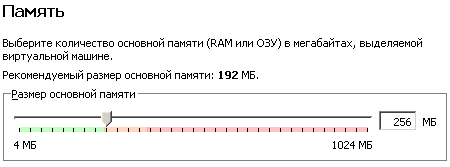 Память
Выберите количество основной памяти (RAM или ОЗУ) в мегабайтах, выделяемой
виртуальной машине.
Рекомендуемый размер основной памяти: 192 МБ.
Размер основной памяти
256 МБ
4 МБ 1024 МБ